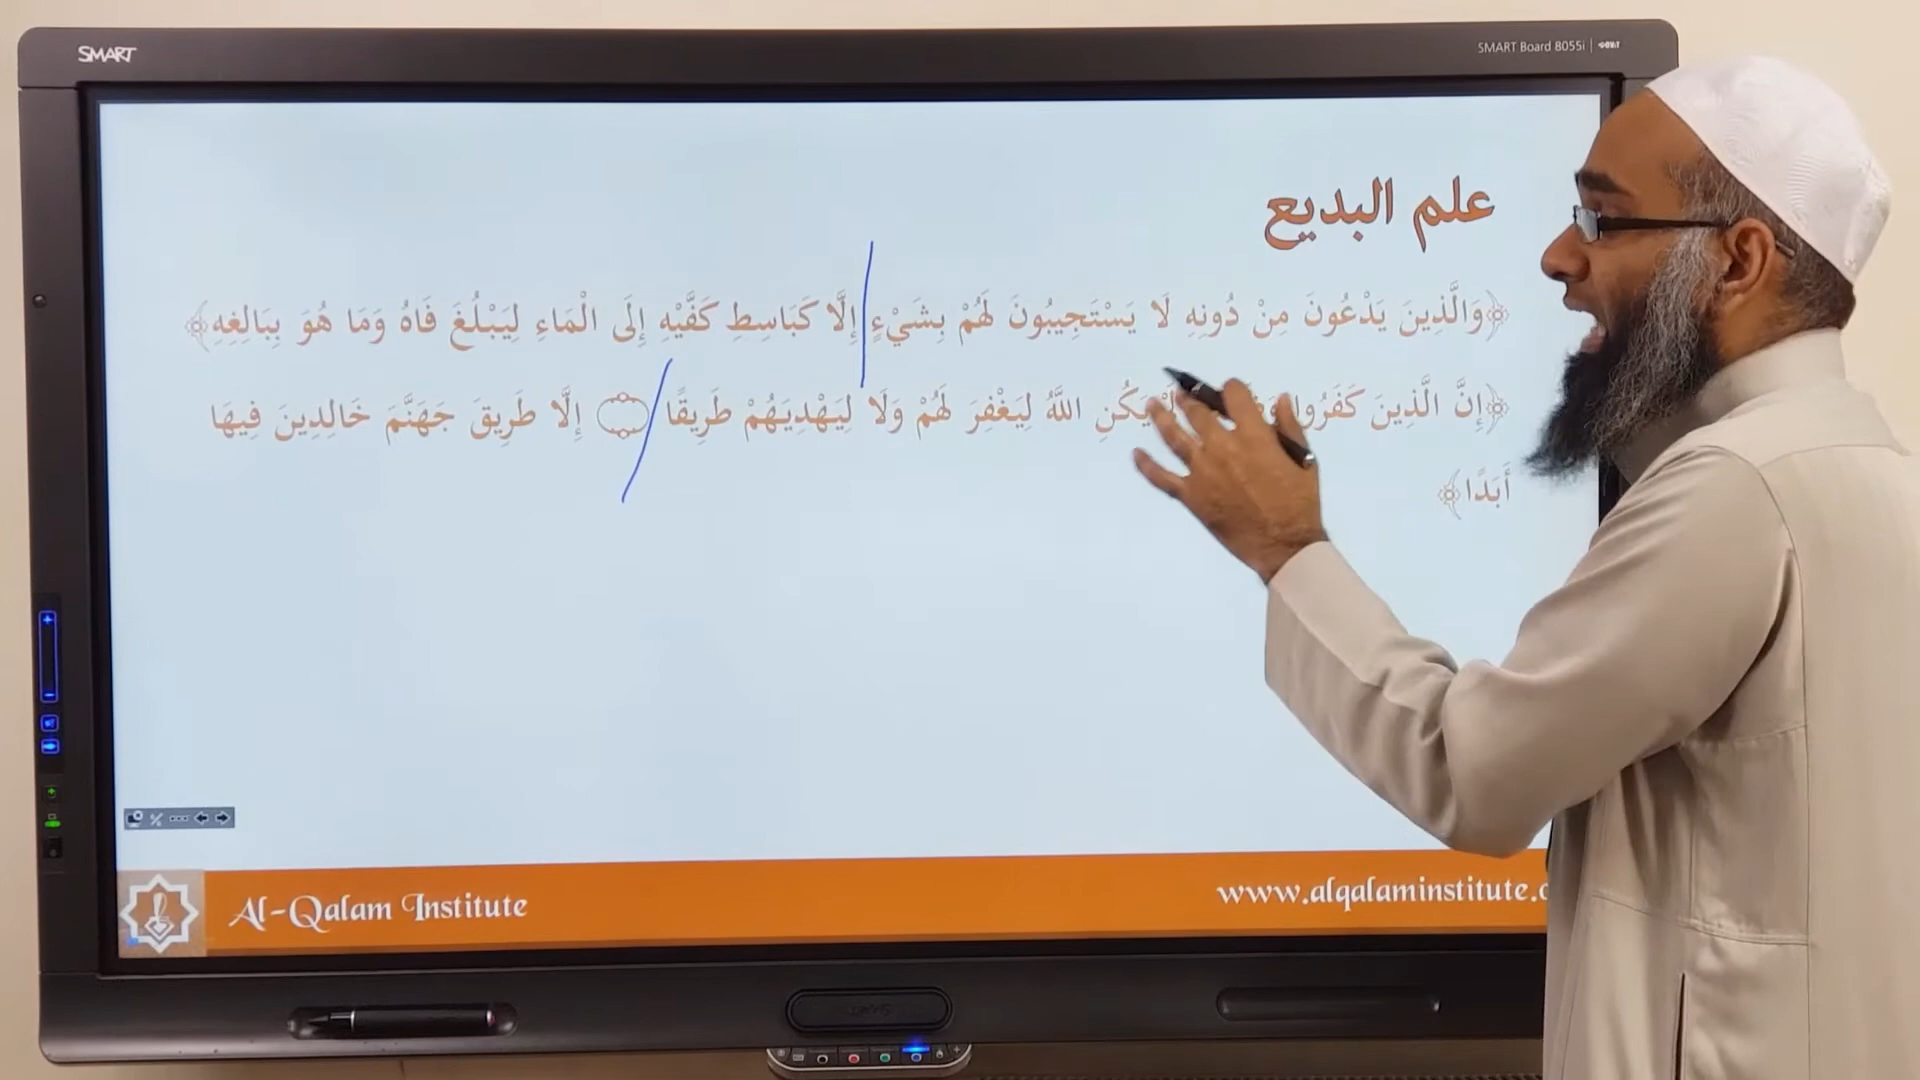 SMART
SMART Board 8055i
علم البديع
﴿وَالَّذِينَ يَدْعُونَ مِنْ دُونِهِ لَا يَسْتَجِيبُونَ لَهُمْ بِشَيْءٍ إِلَّا كَبَاسِطِ كَفَّيْهِ إِلَى الْمَاءِ لِيَبْلُغَ فَاهُ وَمَا هُوَ بِبَالِغِهِ﴾
﴿إِنَّ الَّذِينَ كَفَرُوا يَكُنِ اللَّهُ لِيَغْفِرَ لَهُمْ وَلَا لِيَهْدِيَهُمْ طَرِيقًا ۝ إِلَّا طَرِيقَ جَهَنَّمَ خَالِدِينَ فِيهَا
أَبَدًا﴾
Al-Qalam Institute
www.alqalaminstitute.